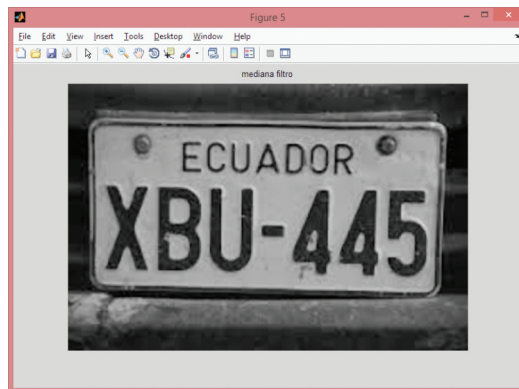 Figure 5
File Edit View Insert Tools Desktop Window Help
mediana filtro
ECUADOR
XBU-445